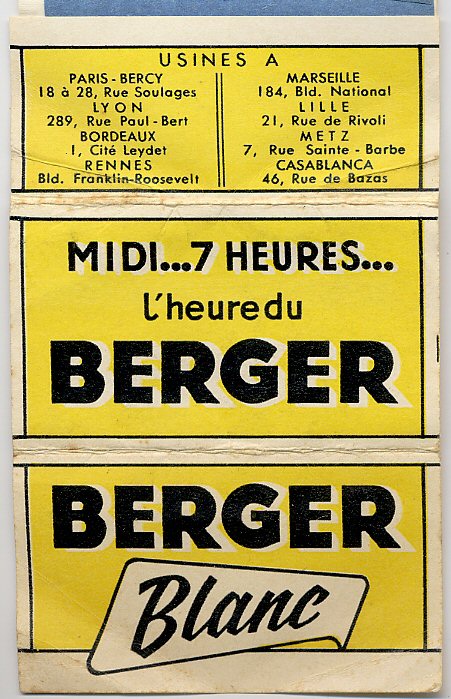 USINES A
PARIS - BERCY
18 à 28, Rue Soulages
LYON
289, Rue Paul - Bert
BORDEAUX
1, Cité Leydet
RENNES
Bld. Franklin-Roosevelt
MARSEILLE
184, Bld. National
LILLE
21, Rue de Rivoli
METZ
7, Rue Sainte - Barbe
CASABLANCA
46, Rue de Bazas
MIDI...7 HEURES...
l'heure du
BERGER
BERGER
Blanc